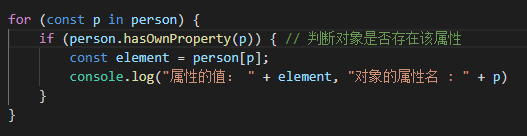 for (const p in person) {
    if (person.hasOwnProperty(p)) { // 判断对象是否存在该属性
        const element = person[p];
        console.log("属性的值： " + element, "对象的属性名 : " + p)
    }
}